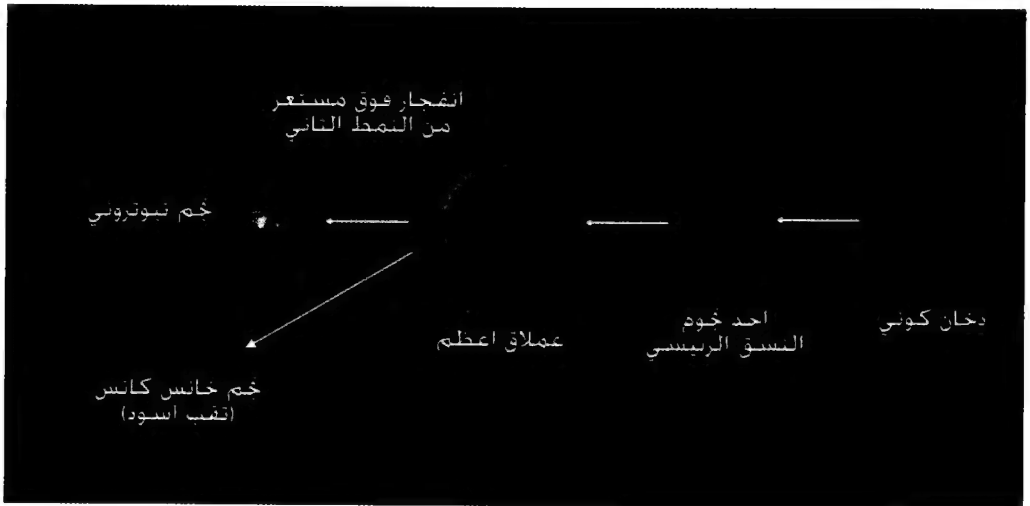 انفجار فوق مستعر
من النمط الثاني
نجم نيوتروني
دخان كوني
احد نجوم
النسق الرئيسي
عملاق اعظم
نجم خانس كانس
(ثقب اسود)